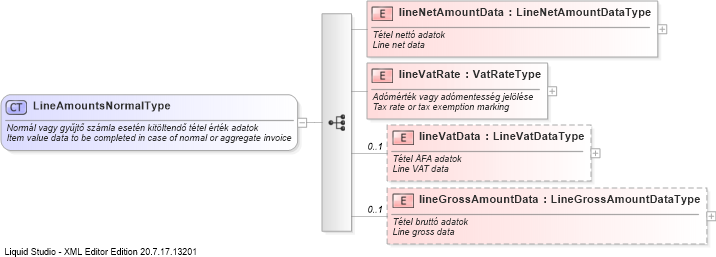 E lineNetAmountData : LineNetAmountDataType
Tétel nettó adatok
Line net data
E lineVatRate : VatRateType
Adómérték vagy adómentesség jelölése
Tax rate or tax exemption marking
CT LineAmountsNormalType
Normál vagy gyűjtő számla esetén kitöltendő tétel érték adatok
Item value data to be completed in case of normal or aggregate invoice
0..1
E lineVatData : LineVatDataType
Tétel ÁFA adatok
Line VAT data
0..1
E lineGrossAmountData : LineGrossAmountDataType
Tétel bruttó adatok
Line gross data
Liquid Studio - XML Editor Edition 20.7.17.13201